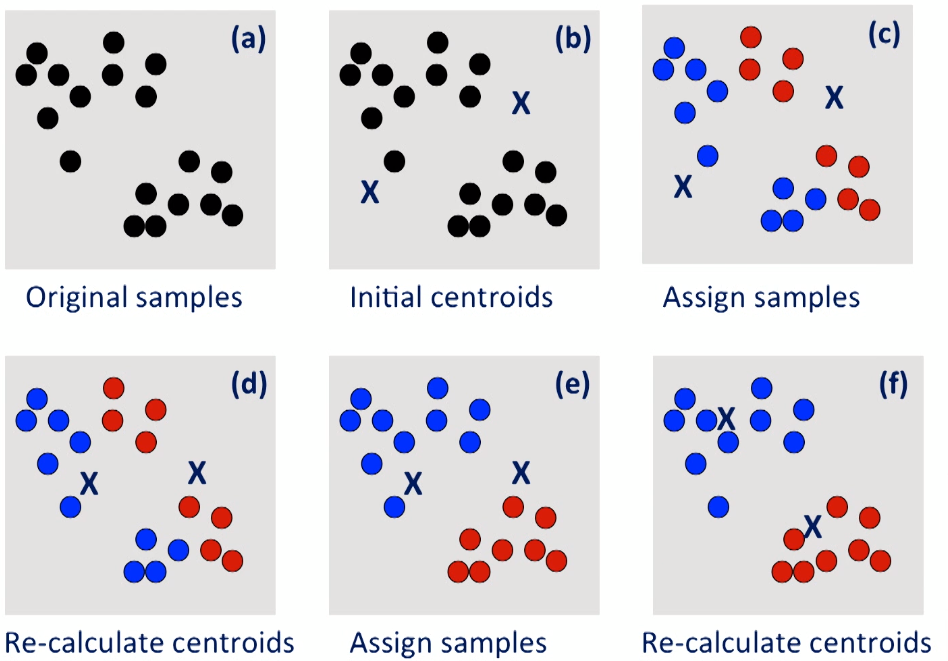 (a)
(b)
X
X
(c)
X
X
Original samples
Initial centroids
Assign samples
(d)
X
X
(e)
X
X
(f)
X
X
Re-calculate centroids
Assign samples
Re-calculate centroids